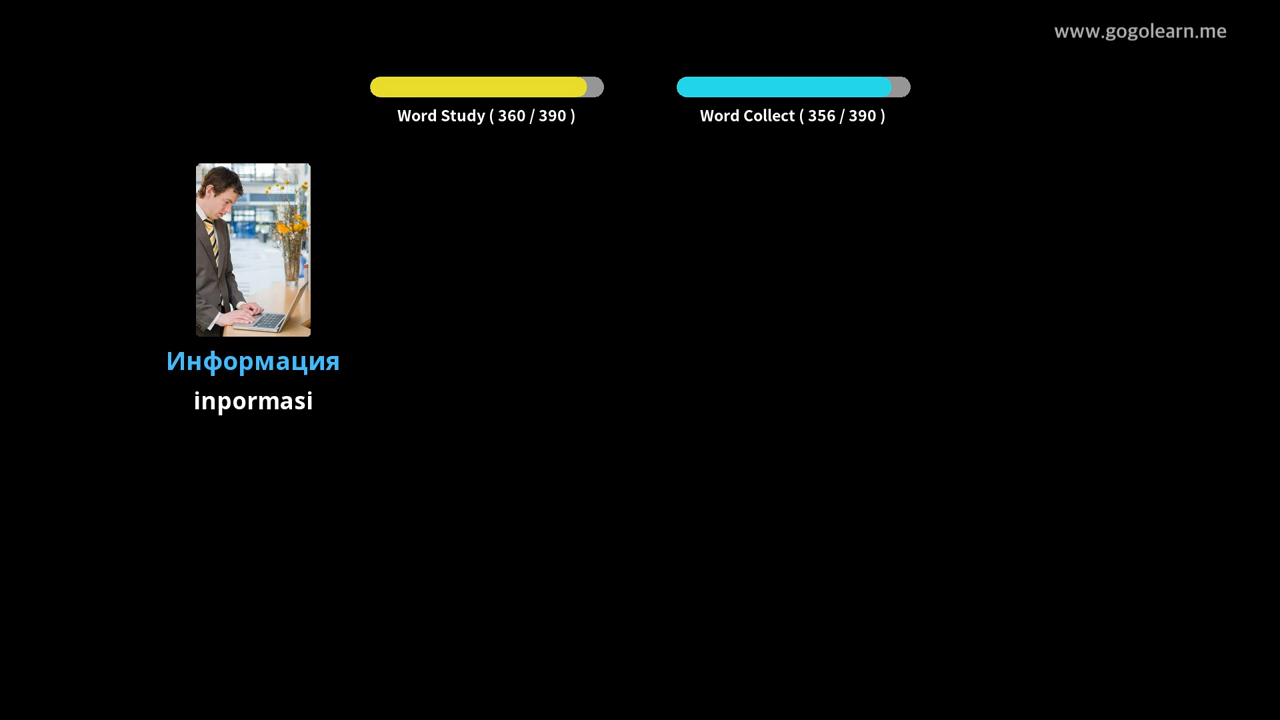 www.gogolearn.me
Word Study ( 360 / 390 )
Word Collect ( 356 / 390 )
Информация
inpormasi